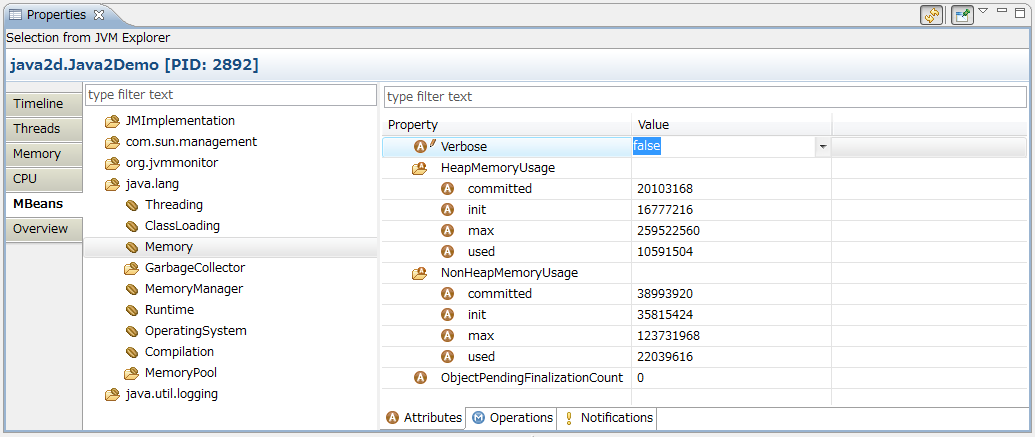 Properties
Selection from JVM Explorer
java2d.Java2Demo [PID: 2892]
Timeline
Threads
Memory
CPU
MBeans
Overview
type filter text
JMImplementation
com.sun.management
org.jvmmonitor
java.lang
Threading
ClassLoading
Memory
GarbageCollector
MemoryManager
Runtime
OperatingSystem
Compilation
MemoryPool
java.util.logging
type filter text
Property Value
Verbose false
HeapMemoryUsage
committed 20103168
init 16777216
max 259522560
used 10591504
NonHeapMemoryUsage
committed 38993920
init 35815424
max 123731968
used 22039616
ObjectPendingFinalizationCount 0
Attributes Operations Notifications